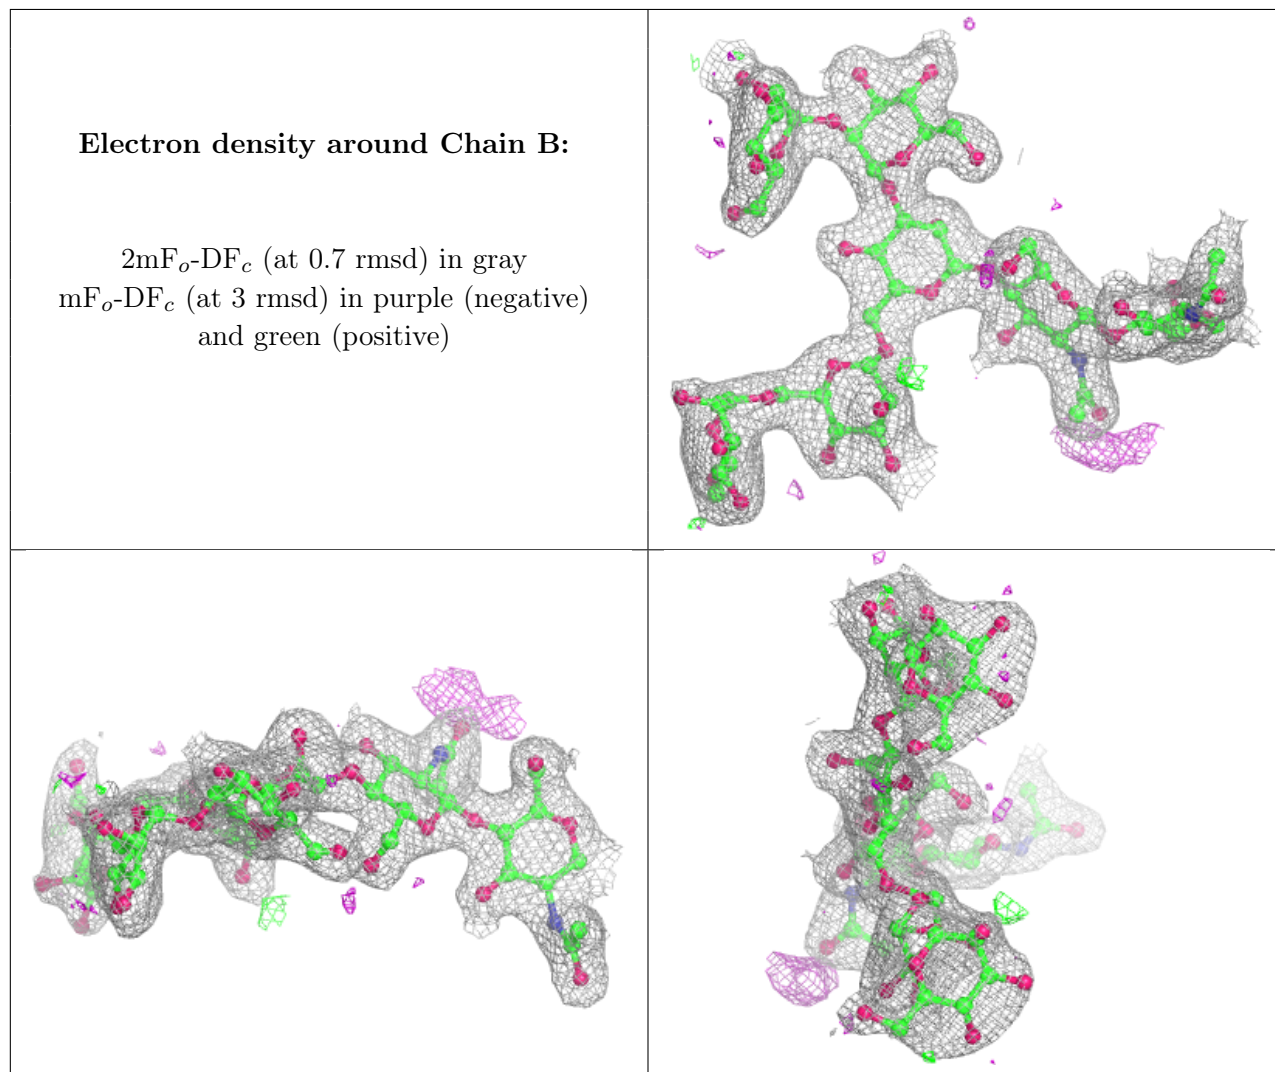 Electron density around Chain B:
2mFo-DFc (at 0.7 rmsd) in gray
mFo-DFc (at 3 rmsd) in purple (negative)
and green (positive)